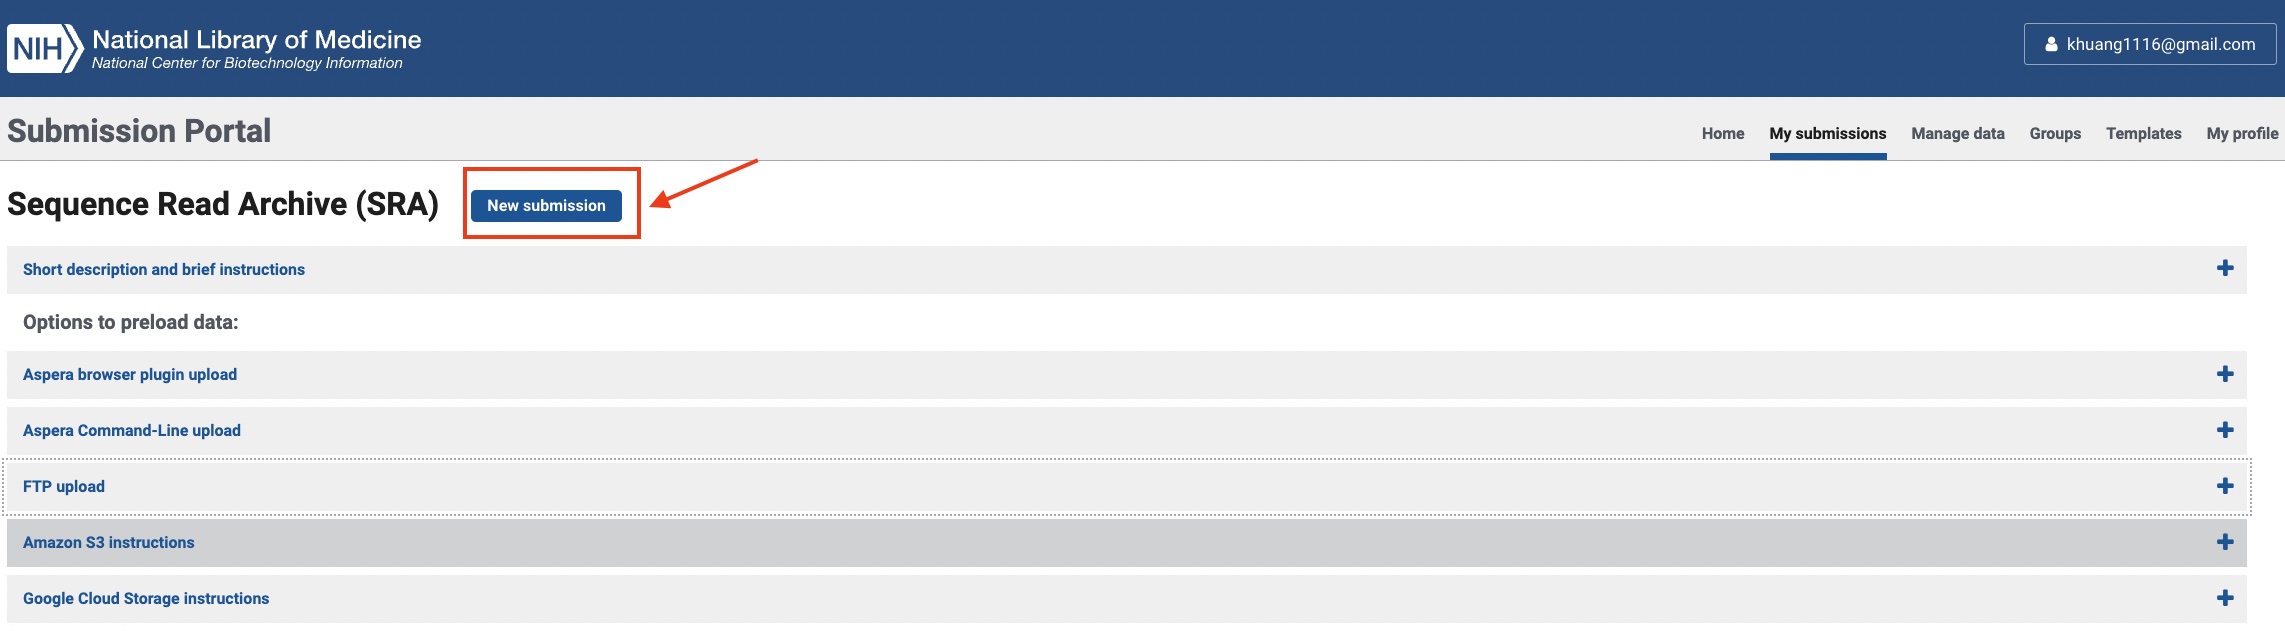 NIH National Library of Medicine
National Center for Biotechnology Information
khuang1116@gmail.com
Submission Portal
Home My submissions Manage data Groups Templates My profile
Sequence Read Archive (SRA) New submission
Short description and brief instructions
Options to preload data:
Aspera browser plugin upload
Aspera Command-Line upload
FTP upload
Amazon S3 instructions
Google Cloud Storage instructions